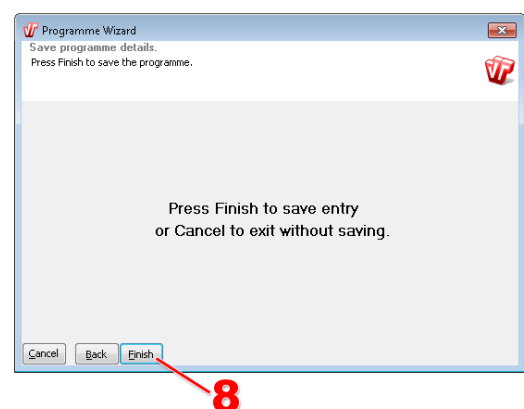 Programme Wizard
Save programme details.
Press Finish to save the programme.
Press Finish to save entry
or Cancel to exit without saving.
Cancel Back Finish
8